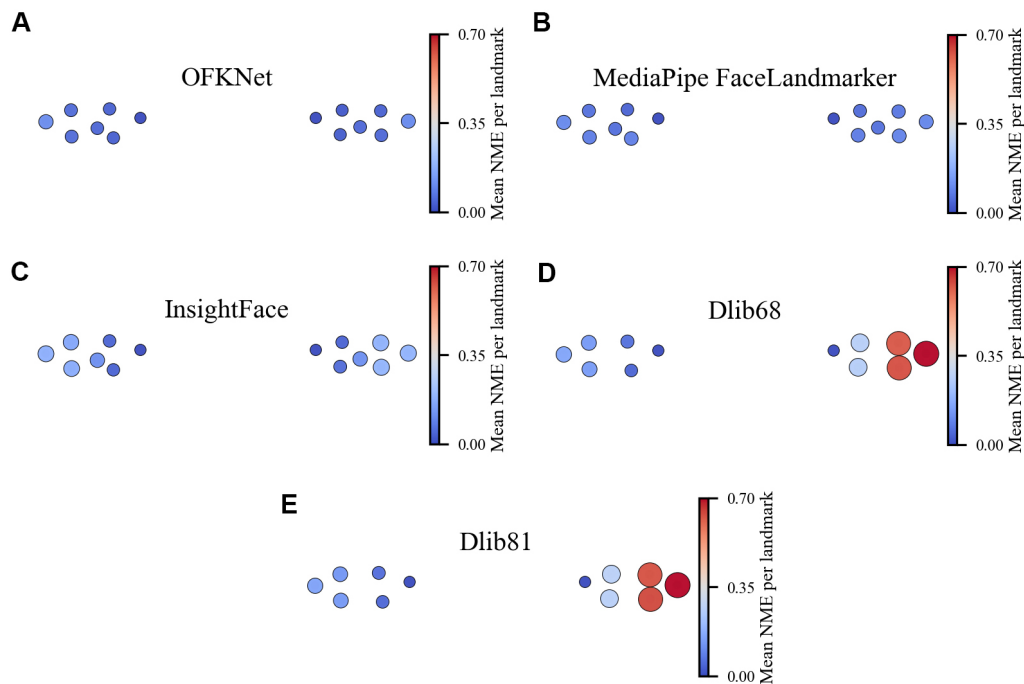 A
OFKNet
0.70
0.35
0.00
Mean NME per landmark
B
MediaPipe FaceLandmarker
0.70
0.35
0.00
Mean NME per landmark
C
InsightFace
0.70
0.35
0.00
Mean NME per landmark
D
Dlib68
0.70
0.35
0.00
Mean NME per landmark
E
Dlib81
0.70
0.35
0.00
Mean NME per landmark